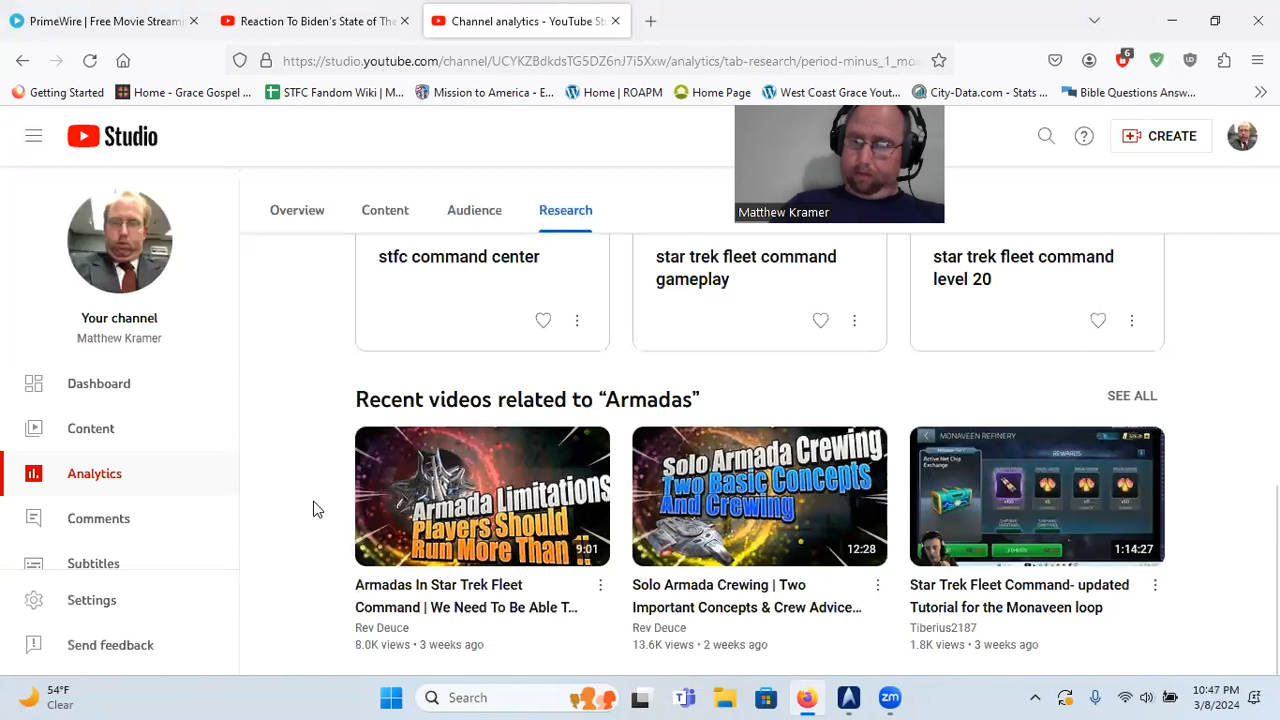 PrimeWire | Free Movie Streami
Reaction To Biden's State of The
Channel analytics - YouTube St
https://studio.youtube.com/channel/UCYKZBdkdsTG5DZ6nJ7i5Xxw/analytics/tab-research/period-minus_1_mo
6
Getting Started
Home - Grace Gospel ...
STFC Fandom Wiki | M...
Mission to America - E...
Home | ROAPM
Home Page
West Coast Grace Yout...
City-Data.com - Stats ...
Bible Questions Answ...
Studio
CREATE
Matthew Kramer
Overview
Content
Audience
Research
Your channel
Matthew Kramer
Dashboard
Content
Analytics
Comments
Subtitles
Settings
Send feedback
stfc command center
star trek fleet command
gameplay
star trek fleet command
level 20
Recent videos related to “Armadas”
SEE ALL
Armada Limitations
Players Should
Run More Than !!
9:01
Armadas In Star Trek Fleet
Command | We Need To Be Able T...
Rev Deuce
8.0K views • 3 weeks ago
Solo Armada Crewing
Two Basic Concepts
And Crewing
12:28
Solo Armada Crewing | Two
Important Concepts & Crew Advice...
Rev Deuce
13.6K views • 2 weeks ago
MONAVEEN REFINERY
REWARDS
Active Net Chip
Exchange
1:14:27
Star Trek Fleet Command- updated
Tutorial for the Monaveen loop
Tiberius2187
1.8K views • 3 weeks ago
54°F
Clear
Search
zm
10:47 PM
3/8/2024